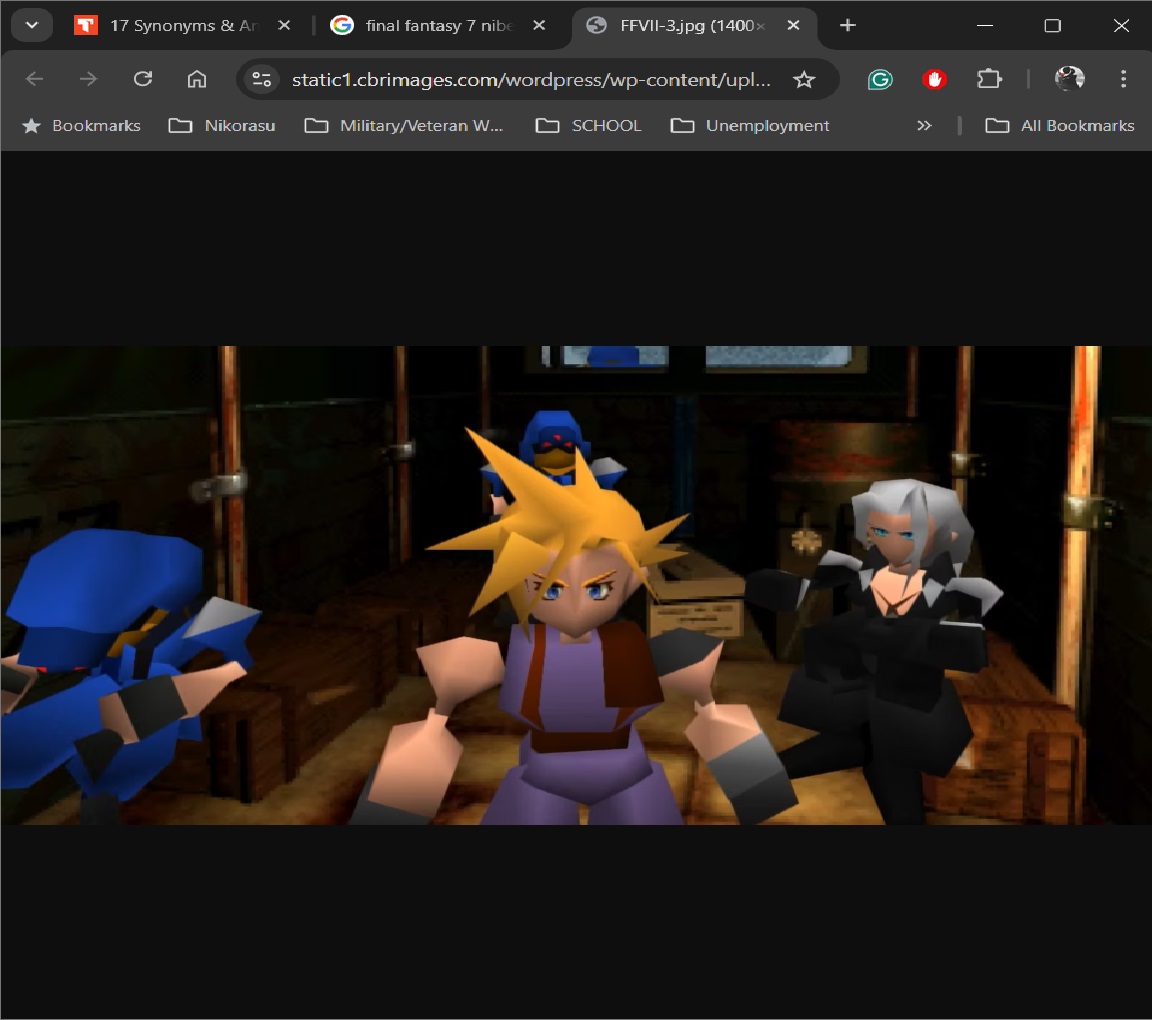 17 Synonyms & An
final fantasy 7 nibe
FFVII-3.jpg (1400×
static1.cbrimages.com/wordpress/wp-content/upl...
Bookmarks
Nikorasu
Military/Veteran W...
SCHOOL
Unemployment
All Bookmarks